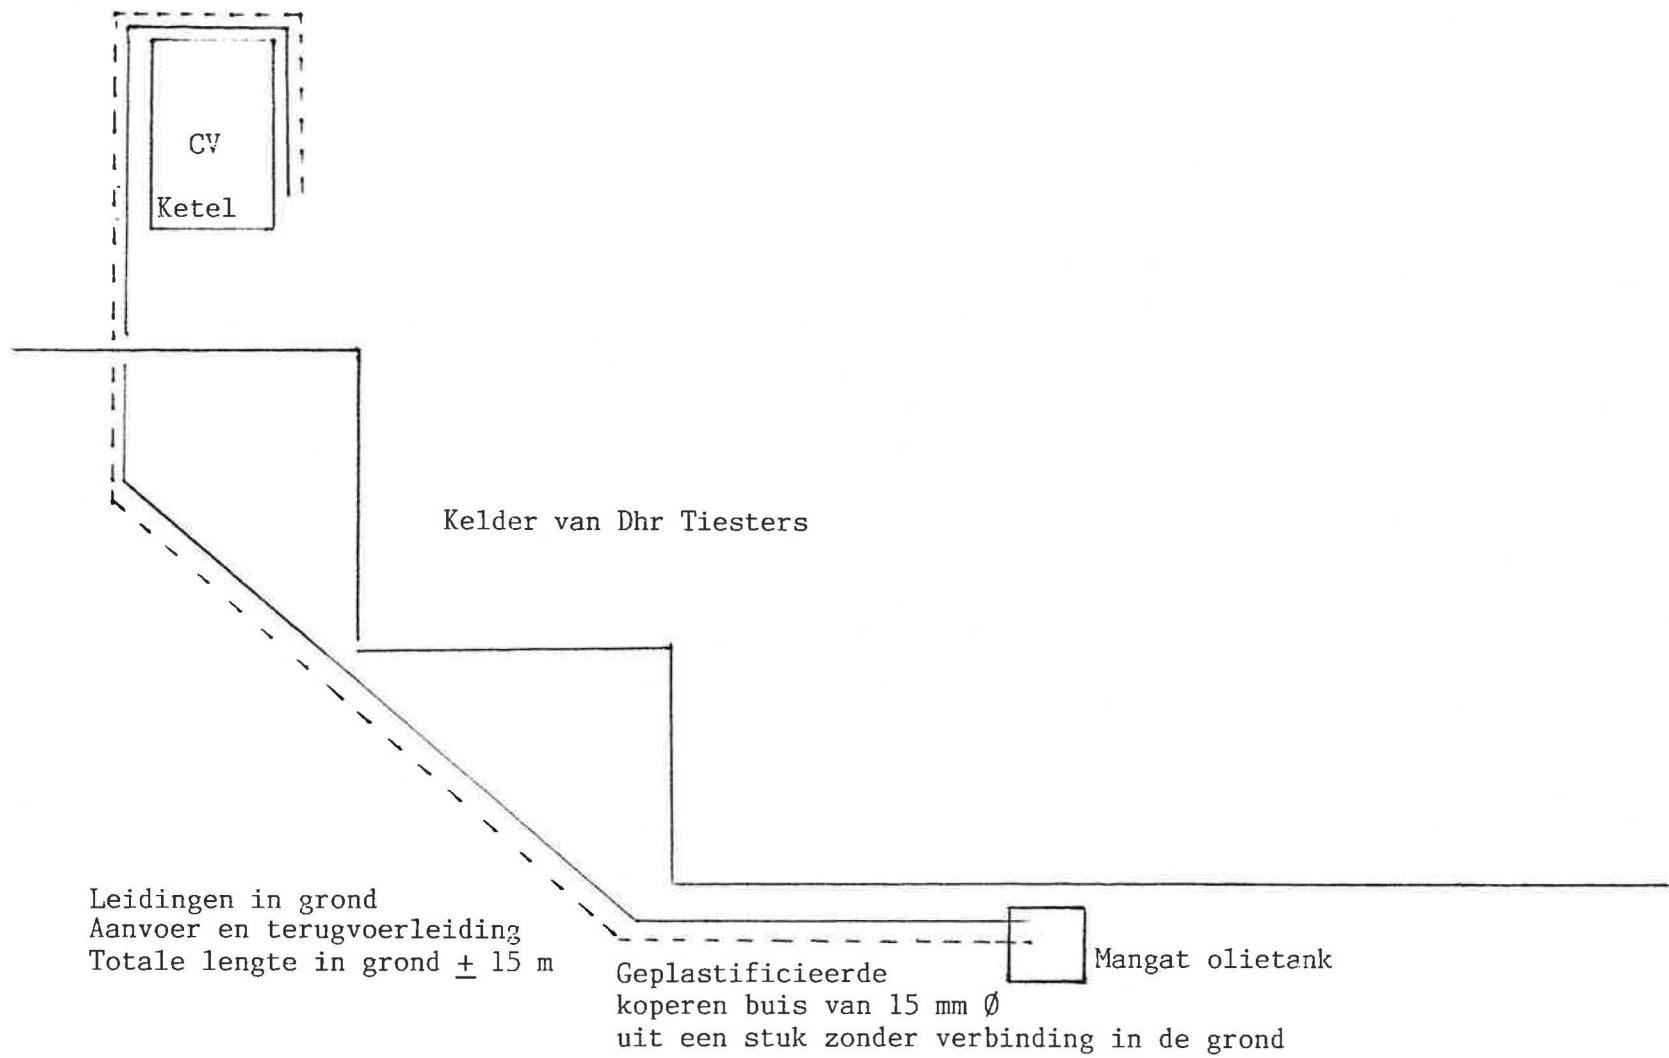 CV
Ketel
Kelder van Dhr Tiesters
Leidingen in grond
Aanvoer en terugvoerleiding
Totale lengte in grond ± 15 m
Mangat olietank
Geplastificieerde
koperen buis van 15 mm Ø
uit een stuk zonder verbinding in de grond